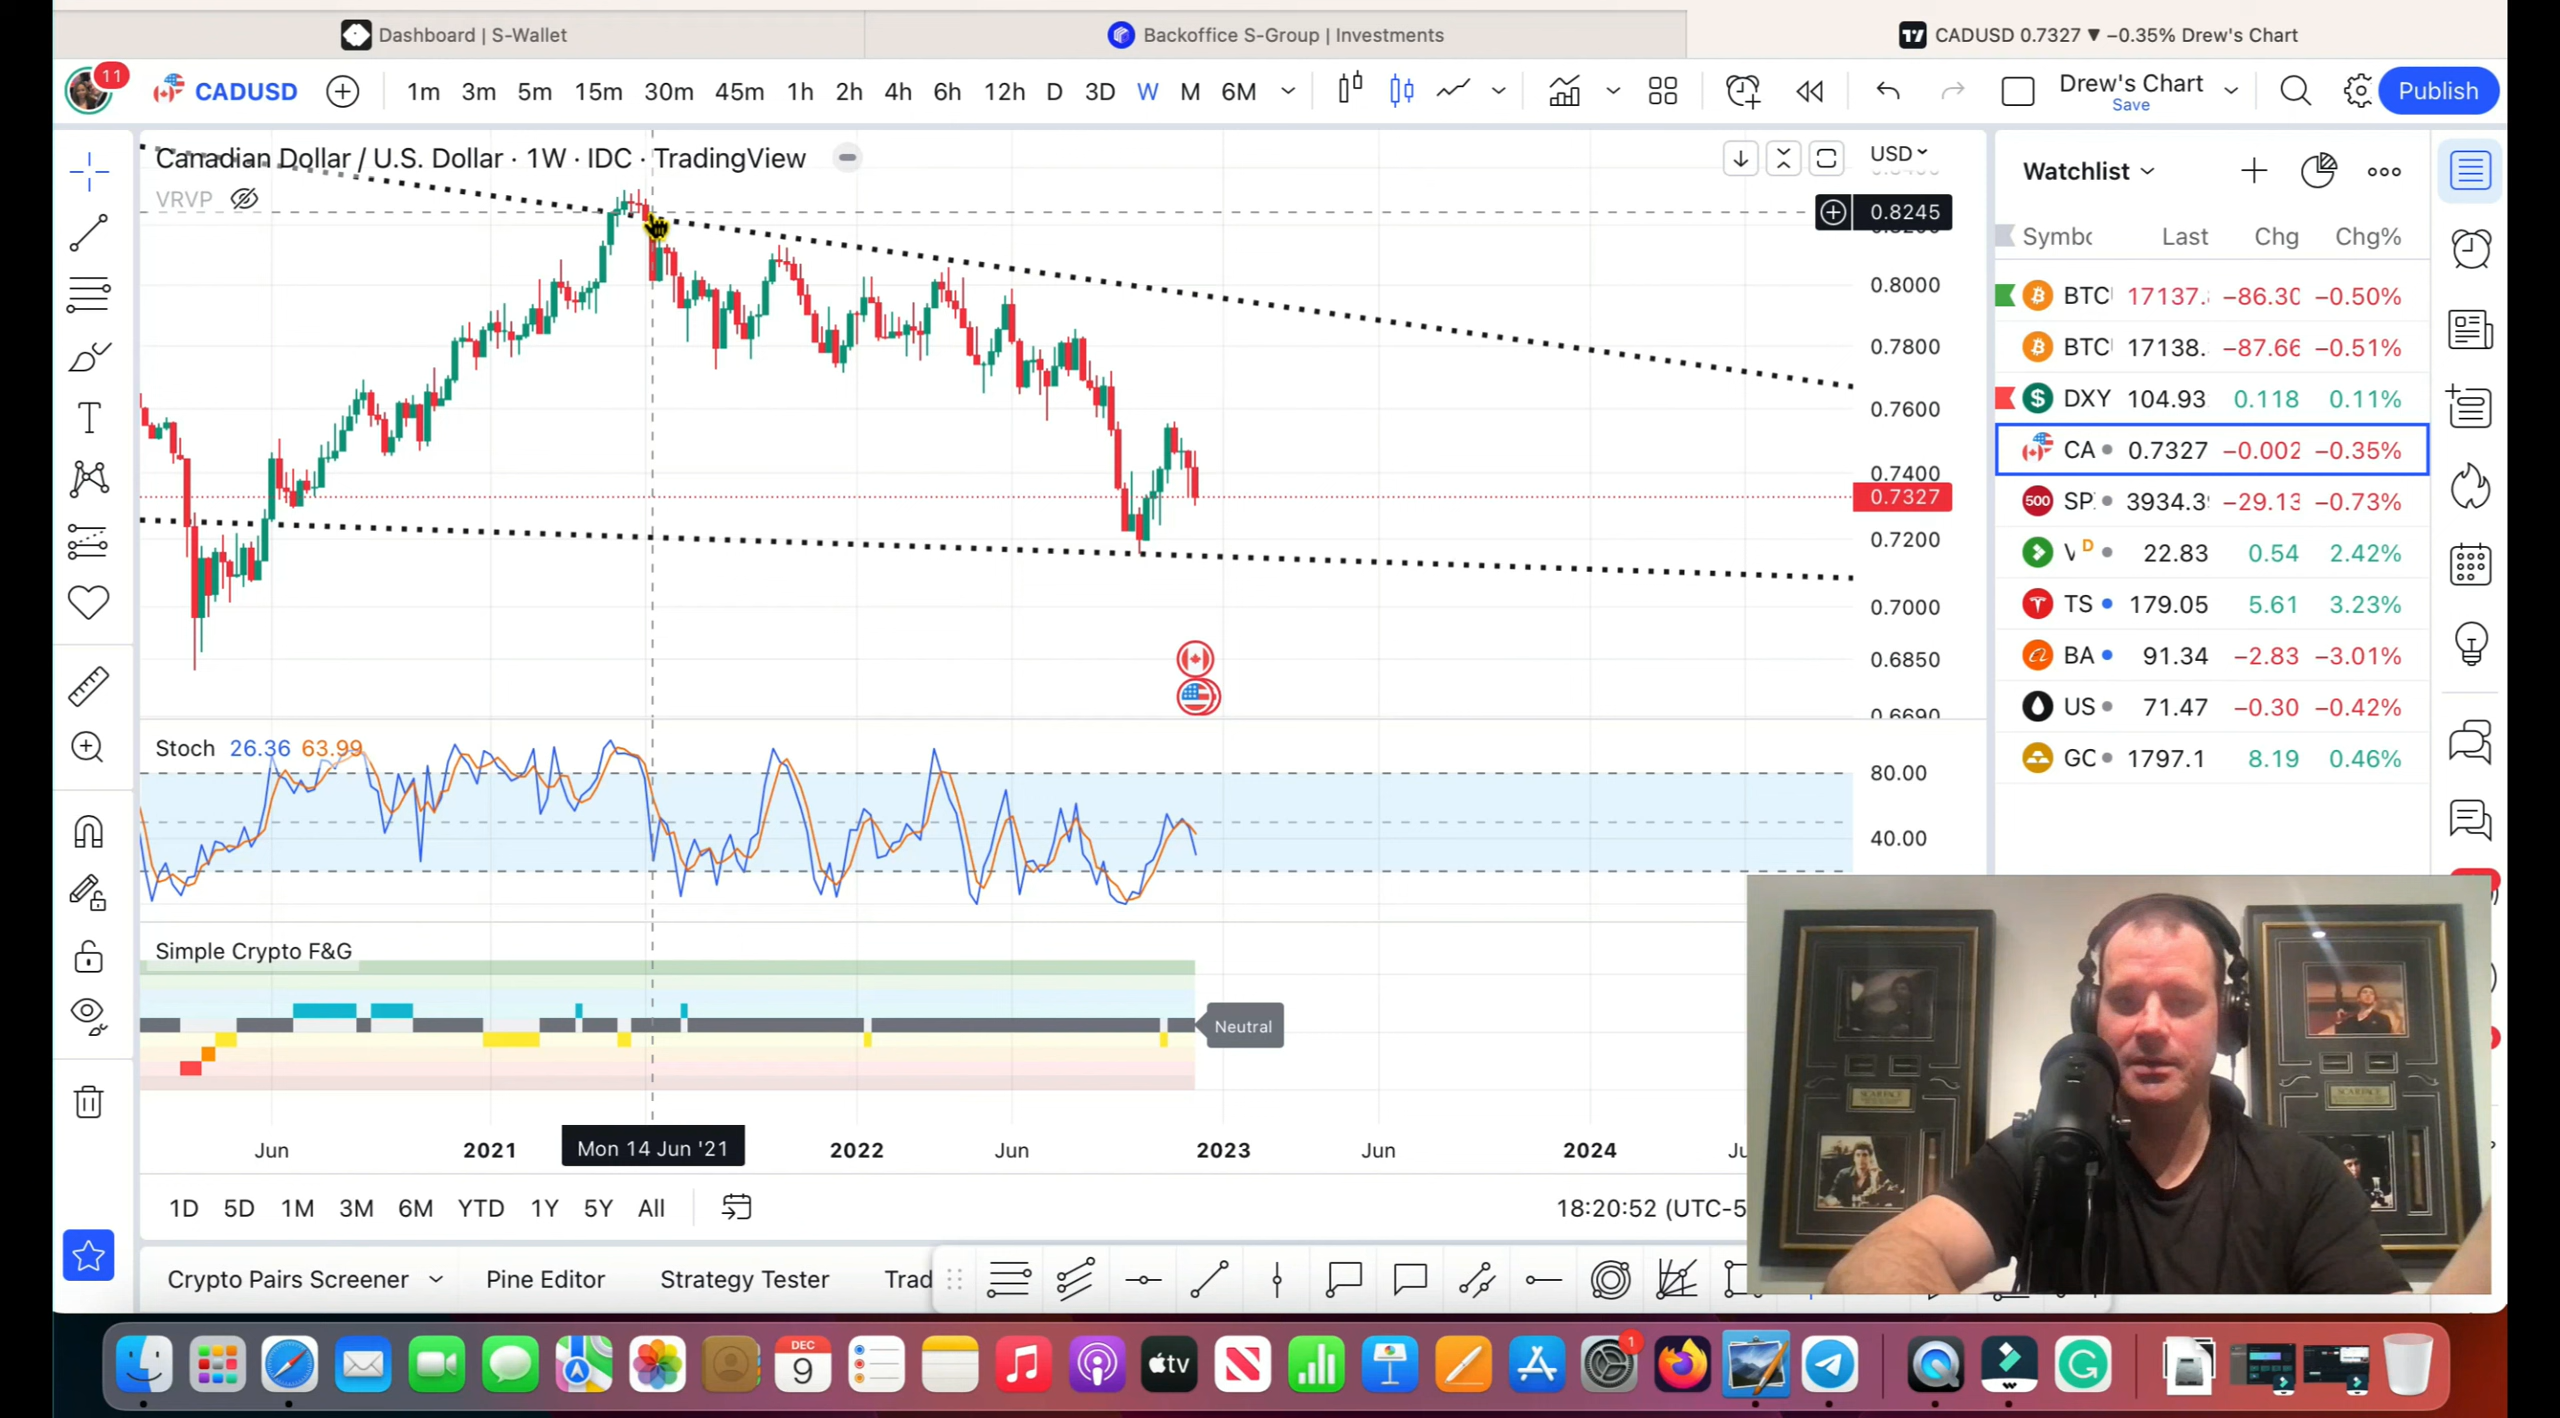 Dashboard | S-Wallet
Backoffice S-Group | Investments
CADUSD 0.7327 ▼ −0.35% Drew's Chart
11
CADUSD
1m 3m 5m 15m 30m 45m 1h 2h 4h 6h 12h D 3D W M 6M
Drew's Chart
Save
Publish
Canadian Dollar / U.S. Dollar · 1W · IDC · TradingView
USD
VRVP
0.8245
0.8000
0.7800
0.7600
0.7400
0.7327
0.7200
0.7000
0.6850
0.6690
Watchlist
Last Chg Chg%
BTC 17137. −86.30 −0.50%
BTC 17138. −87.66 −0.51%
DXY 104.93 0.118 0.11%
CA 0.7327 −0.002 −0.35%
500 SP 3934.3 −29.13 −0.73%
V D 22.83 0.54 2.42%
TS 179.05 5.61 3.23%
BA 91.34 −2.83 −3.01%
US 71.47 −0.30 −0.42%
GC 1797.1 8.19 0.46%
Stoch 26.36 63.99
80.00
40.00
Simple Crypto F&G
Neutral
Jun 2021 Mon 14 Jun '21 2022 Jun 2023 Jun 2024
1D 5D 1M 3M 6M YTD 1Y 5Y All
18:20:52 (UTC-5
Crypto Pairs Screener Pine Editor Strategy Tester Trad
SCARFACE
DEC
9
tv
1